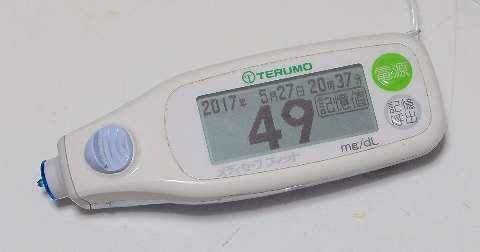 TERUMO
2017年 5月27日 20時37分
49
記憶値
mg/dL
メディセーフ フィット
電源
記憶
呼出